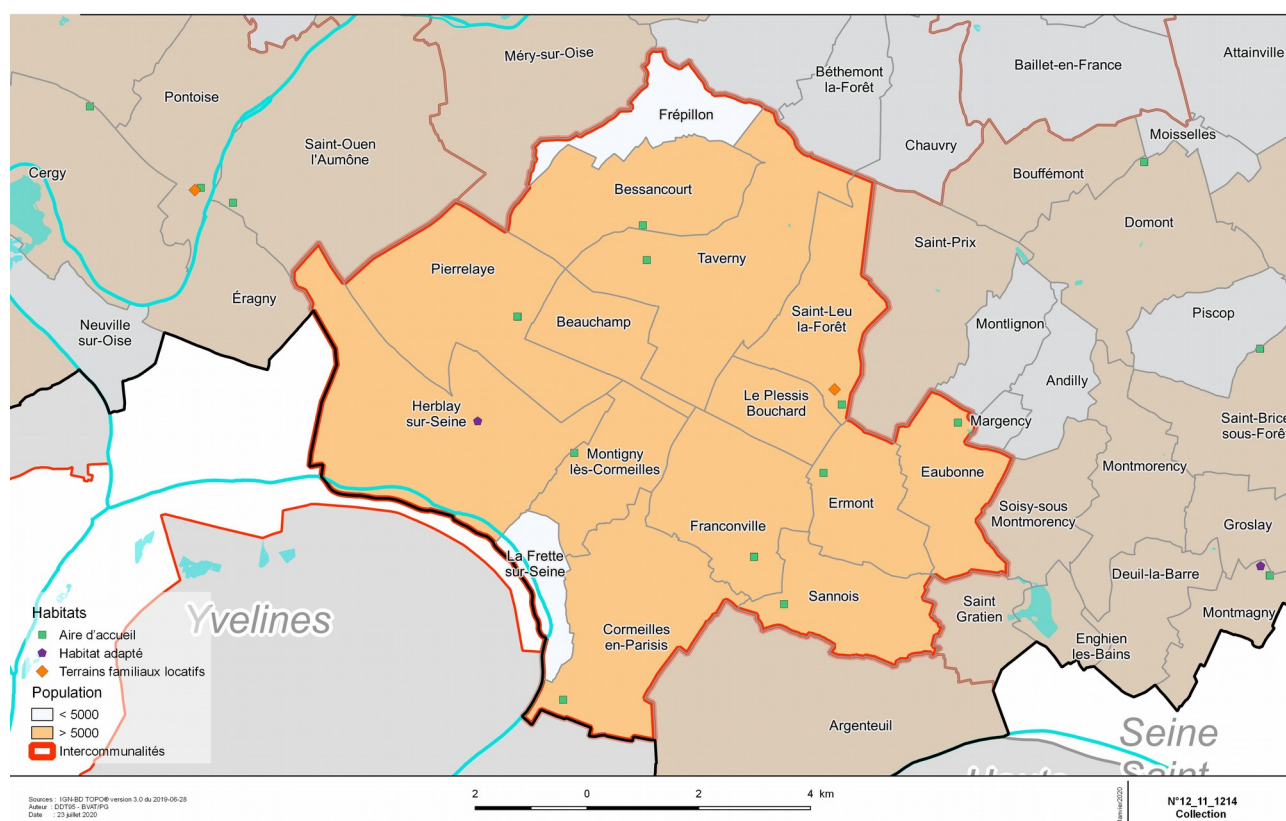 Méry-sur-Oise
Attainville
Béthemont
la-Forêt
Baillet-en-France
Pontoise
Frépillon
Moisselles
Saint-Ouen
l'Aumône
Chauvry
Cergy
Bouffémont
Bessancourt
Domont
Saint-Prix
Taverny
Pierrelaye
Éragny
Saint-Leu
la-Forêt
Piscop
Beauchamp
Montlignon
Neuville
sur-Oise
Andilly
Le Plessis
Bouchard
Herblay
sur-Seine
Margency
Saint-Brice
sous-Forêt
Montigny
lès-Cormeilles
Montmorency
Eaubonne
Ermont
Soisy-sous
Montmorency
Franconville
Groslay
La Frette
sur-Seine
Deuil-la-Barre
Sannois
Saint
Gratien
Montmagny
Cormeilles
en-Parisis
Enghien
les-Bains
Yvelines
Argenteuil
Seine
Saint
Habitats
Aire d'accueil
Habitat adapté
Terrains familiaux locatifs
Population
< 5000
> 5000
Intercommunalités
Sources : IGN-BD TOPO® version 3.0 du 2019-06-28
Auteur : DDT95 - BVAT/PG
Date : 23 juillet 2020
2 0 2 4 km
N°12_11_1214
Collection